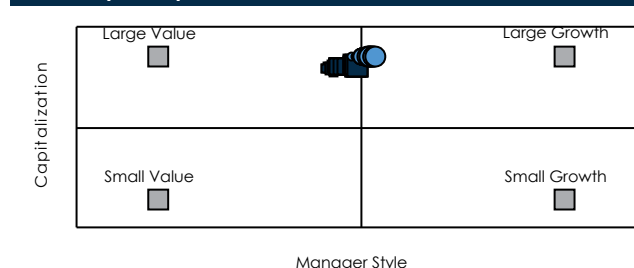 Large Value
Large Growth
Capitalization
Small Value
Small Growth
Manager Style